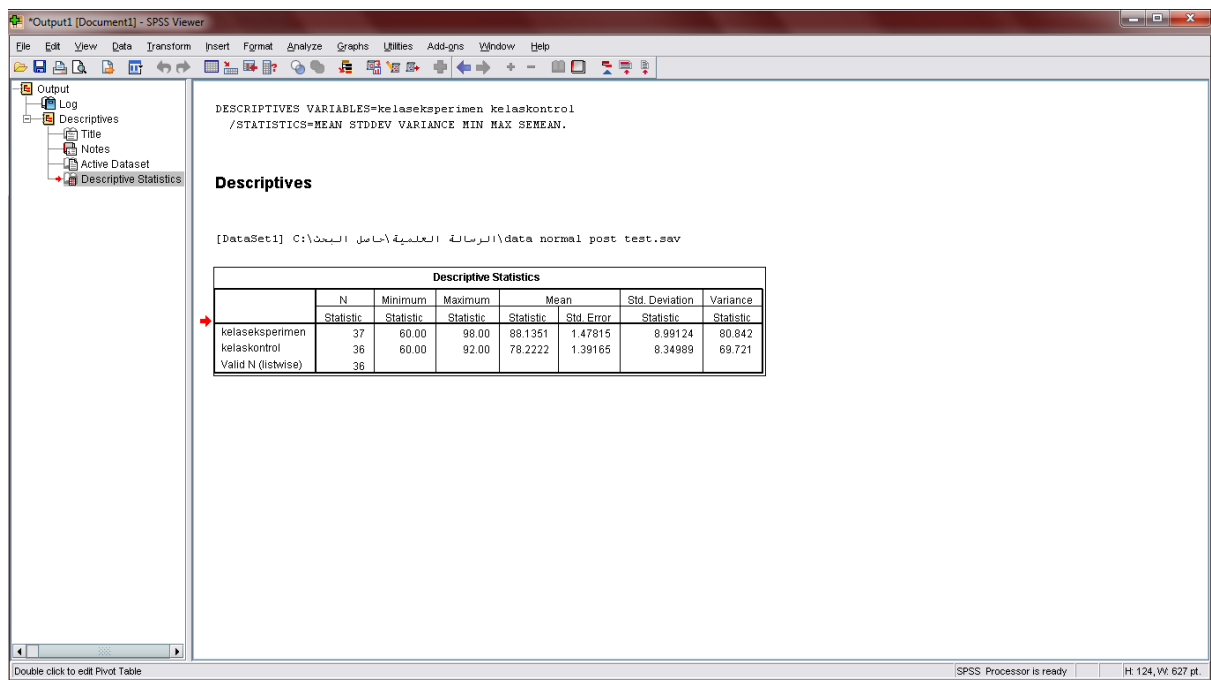 *Output1 [Document1] - SPSS Viewer
File Edit View Data Transform Insert Format Analyze Graphs Utilities Add-ons Window Help
Output
Log
Descriptives
Title
Notes
Active Dataset
Descriptive Statistics
DESCRIPTIVES VARIABLES=kelaseksperimen kelaskontrol
/STATISTICS=MEAN STDDEV VARIANCE MIN MAX SEMEAN.
Descriptives
[DataSet1] C:\الرسالة العلمية\حاصل البحث\data normal post test.sav
Descriptive Statistics
N Minimum Maximum Mean Std. Deviation Variance
Statistic Statistic Statistic Statistic Std. Error Statistic Statistic
kelaseksperimen 37 60.00 98.00 88.1351 1.47815 8.99124 80.842
kelaskontrol 36 60.00 92.00 78.2222 1.39165 8.34989 69.721
Valid N (listwise) 36
Double click to edit Pivot Table SPSS Processor is ready H: 124, W: 627 pt.